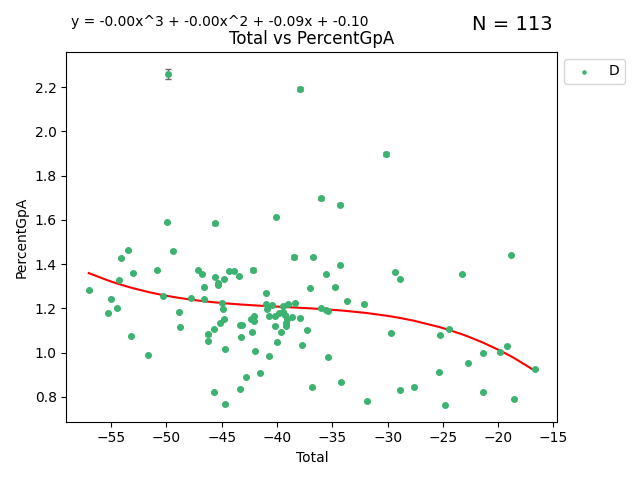 y = -0.00x^3 + -0.00x^2 + -0.09x + -0.10
N = 113
Total vs PercentGpA
D
PercentGpA
2.2
2.0
1.8
1.6
1.4
1.2
1.0
0.8
−55 −50 −45 −40 −35 −30 −25 −20 −15
Total